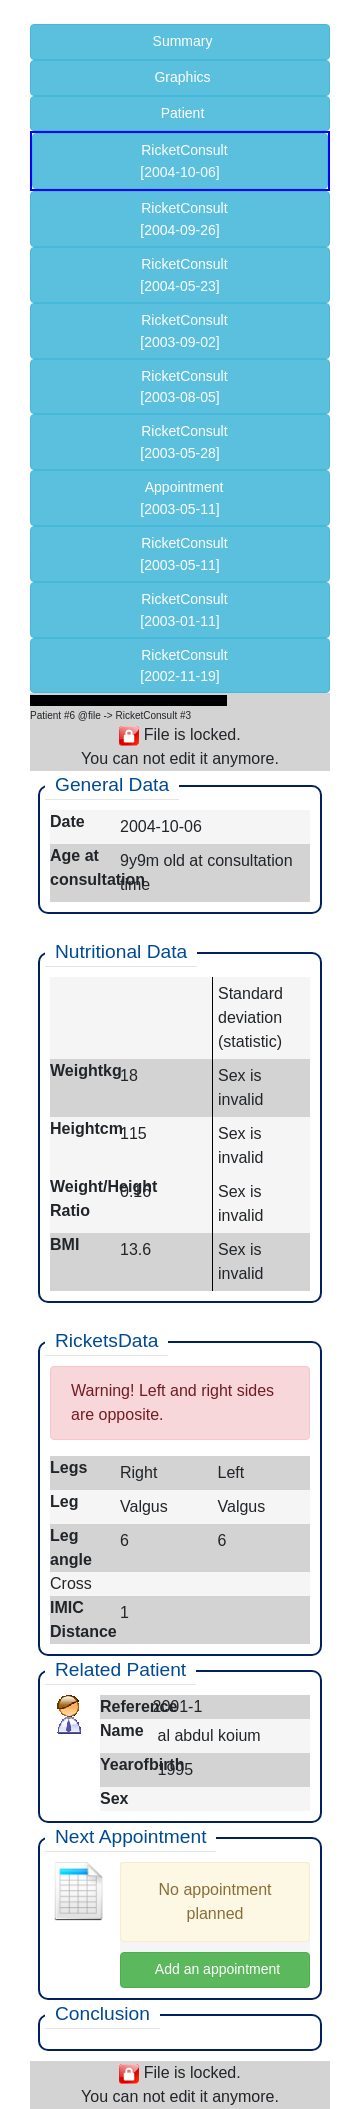 Summary
Graphics
Patient
RicketConsult
[2004-10-06]
RicketConsult
[2004-09-26]
RicketConsult
[2004-05-23]
RicketConsult
[2003-09-02]
RicketConsult
[2003-08-05]
RicketConsult
[2003-05-28]
Appointment
[2003-05-11]
RicketConsult
[2003-05-11]
RicketConsult
[2003-01-11]
RicketConsult
[2002-11-19]
Patient #6 @file -> RicketConsult #3
File is locked.
You can not edit it anymore.
General Data
Date 2004-10-06
Age at consultation 9y9m old at consultation time
Nutritional Data
Standard
deviation
(statistic)
Weightkg 18 Sex is invalid
Heightcm 115 Sex is invalid
Weight/Height Ratio 0.16 Sex is invalid
BMI 13.6 Sex is invalid
RicketsData
Warning! Left and right sides
are opposite.
Legs Right Left
Leg Valgus Valgus
Leg angle 6 6
Cross
IMIC Distance 1
Related Patient
Reference 2001-1
Name al abdul koium
Yearofbirth 1995
Sex
Next Appointment
No appointment
planned
Add an appointment
Conclusion
File is locked.
You can not edit it anymore.